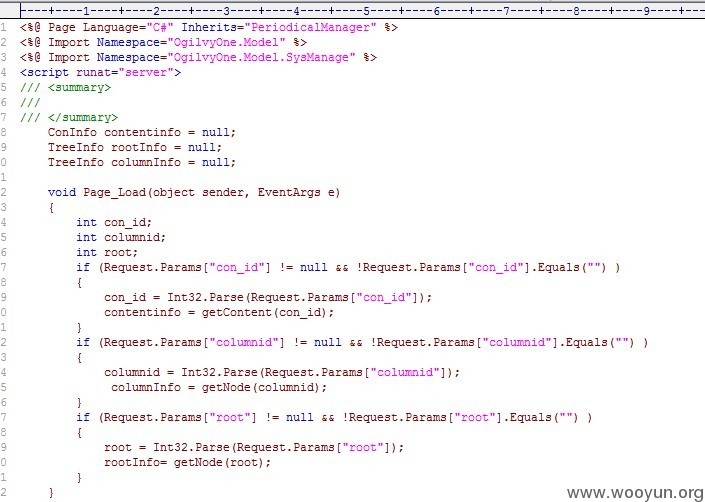 ----+----1----+----2----+----3----+----4----+----5----+----6----+----7----+----8----+----9----+--
1 <%@ Page Language="C#" Inherits="PeriodicalManager" %>
2 <%@ Import Namespace="OgilvyOne.Model" %>
3 <%@ Import Namespace="OgilvyOne.Model.SysManage" %>
4 <script runat="server">
5 /// <summary>
6 ///
7 /// </summary>
8     ConInfo contentinfo = null;
9     TreeInfo rootInfo = null;
0     TreeInfo columnInfo = null;
1
2     void Page_Load(object sender, EventArgs e)
3     {
4         int con_id;
5         int columnid;
6         int root;
7         if (Request.Params["con_id"] != null && !Request.Params["con_id"].Equals("") )
8         {
9             con_id = Int32.Parse(Request.Params["con_id"]);
0             contentinfo = getContent(con_id);
1         }
2         if (Request.Params["columnid"] != null && !Request.Params["columnid"].Equals("") )
3         {
4             columnid = Int32.Parse(Request.Params["columnid"]);
5              columnInfo = getNode(columnid);
6         }
7         if (Request.Params["root"] != null && !Request.Params["root"].Equals("") )
8         {
9             root = Int32.Parse(Request.Params["root"]);
0             rootInfo= getNode(root);
1         }
2     }
www.wooyun.org